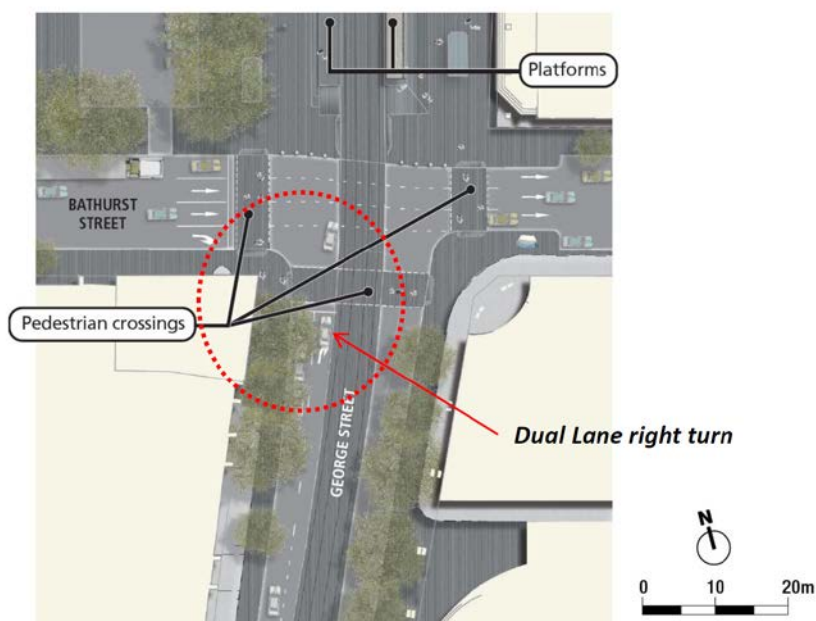 Platforms
BATHURST
STREET
Pedestrian crossings
GEORGE STREET
Dual Lane right turn
N
0 10 20m